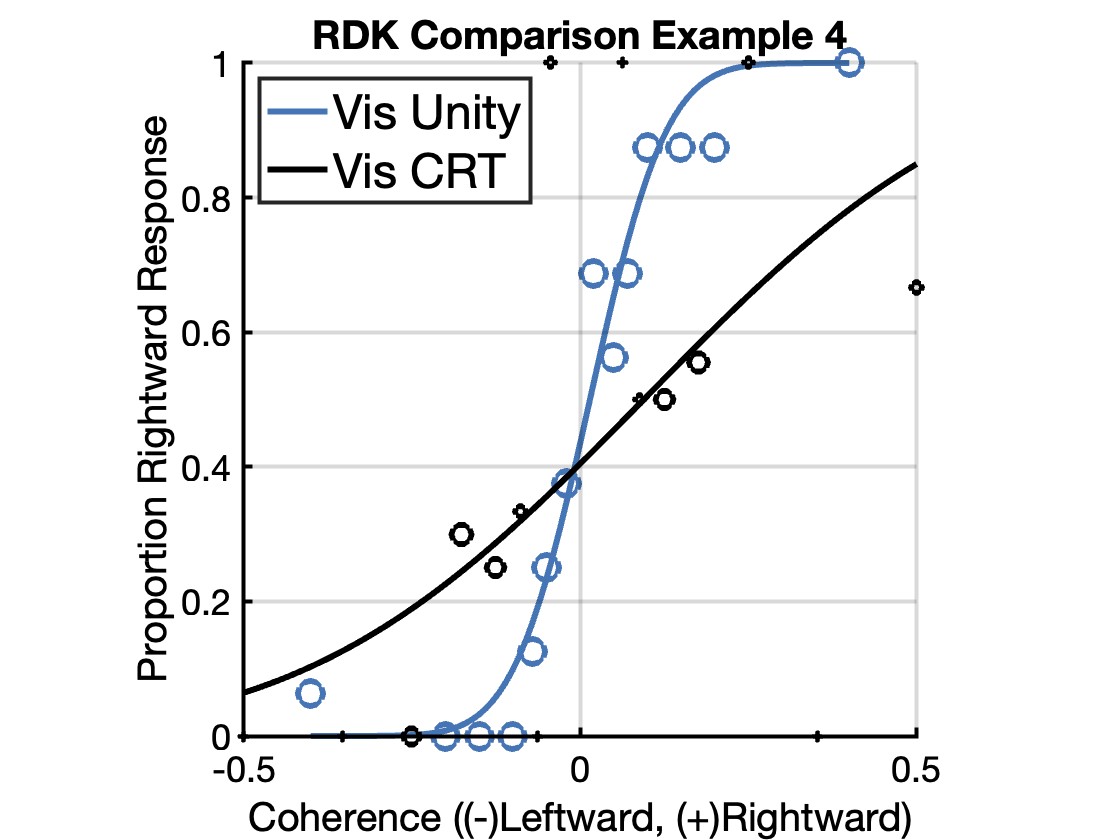 RDK Comparison Example 4
Vis Unity
Vis CRT
Proportion Rightward Response
1
0.8
0.6
0.4
0.2
0
-0.5
0
0.5
Coherence ((-)Leftward, (+)Rightward)